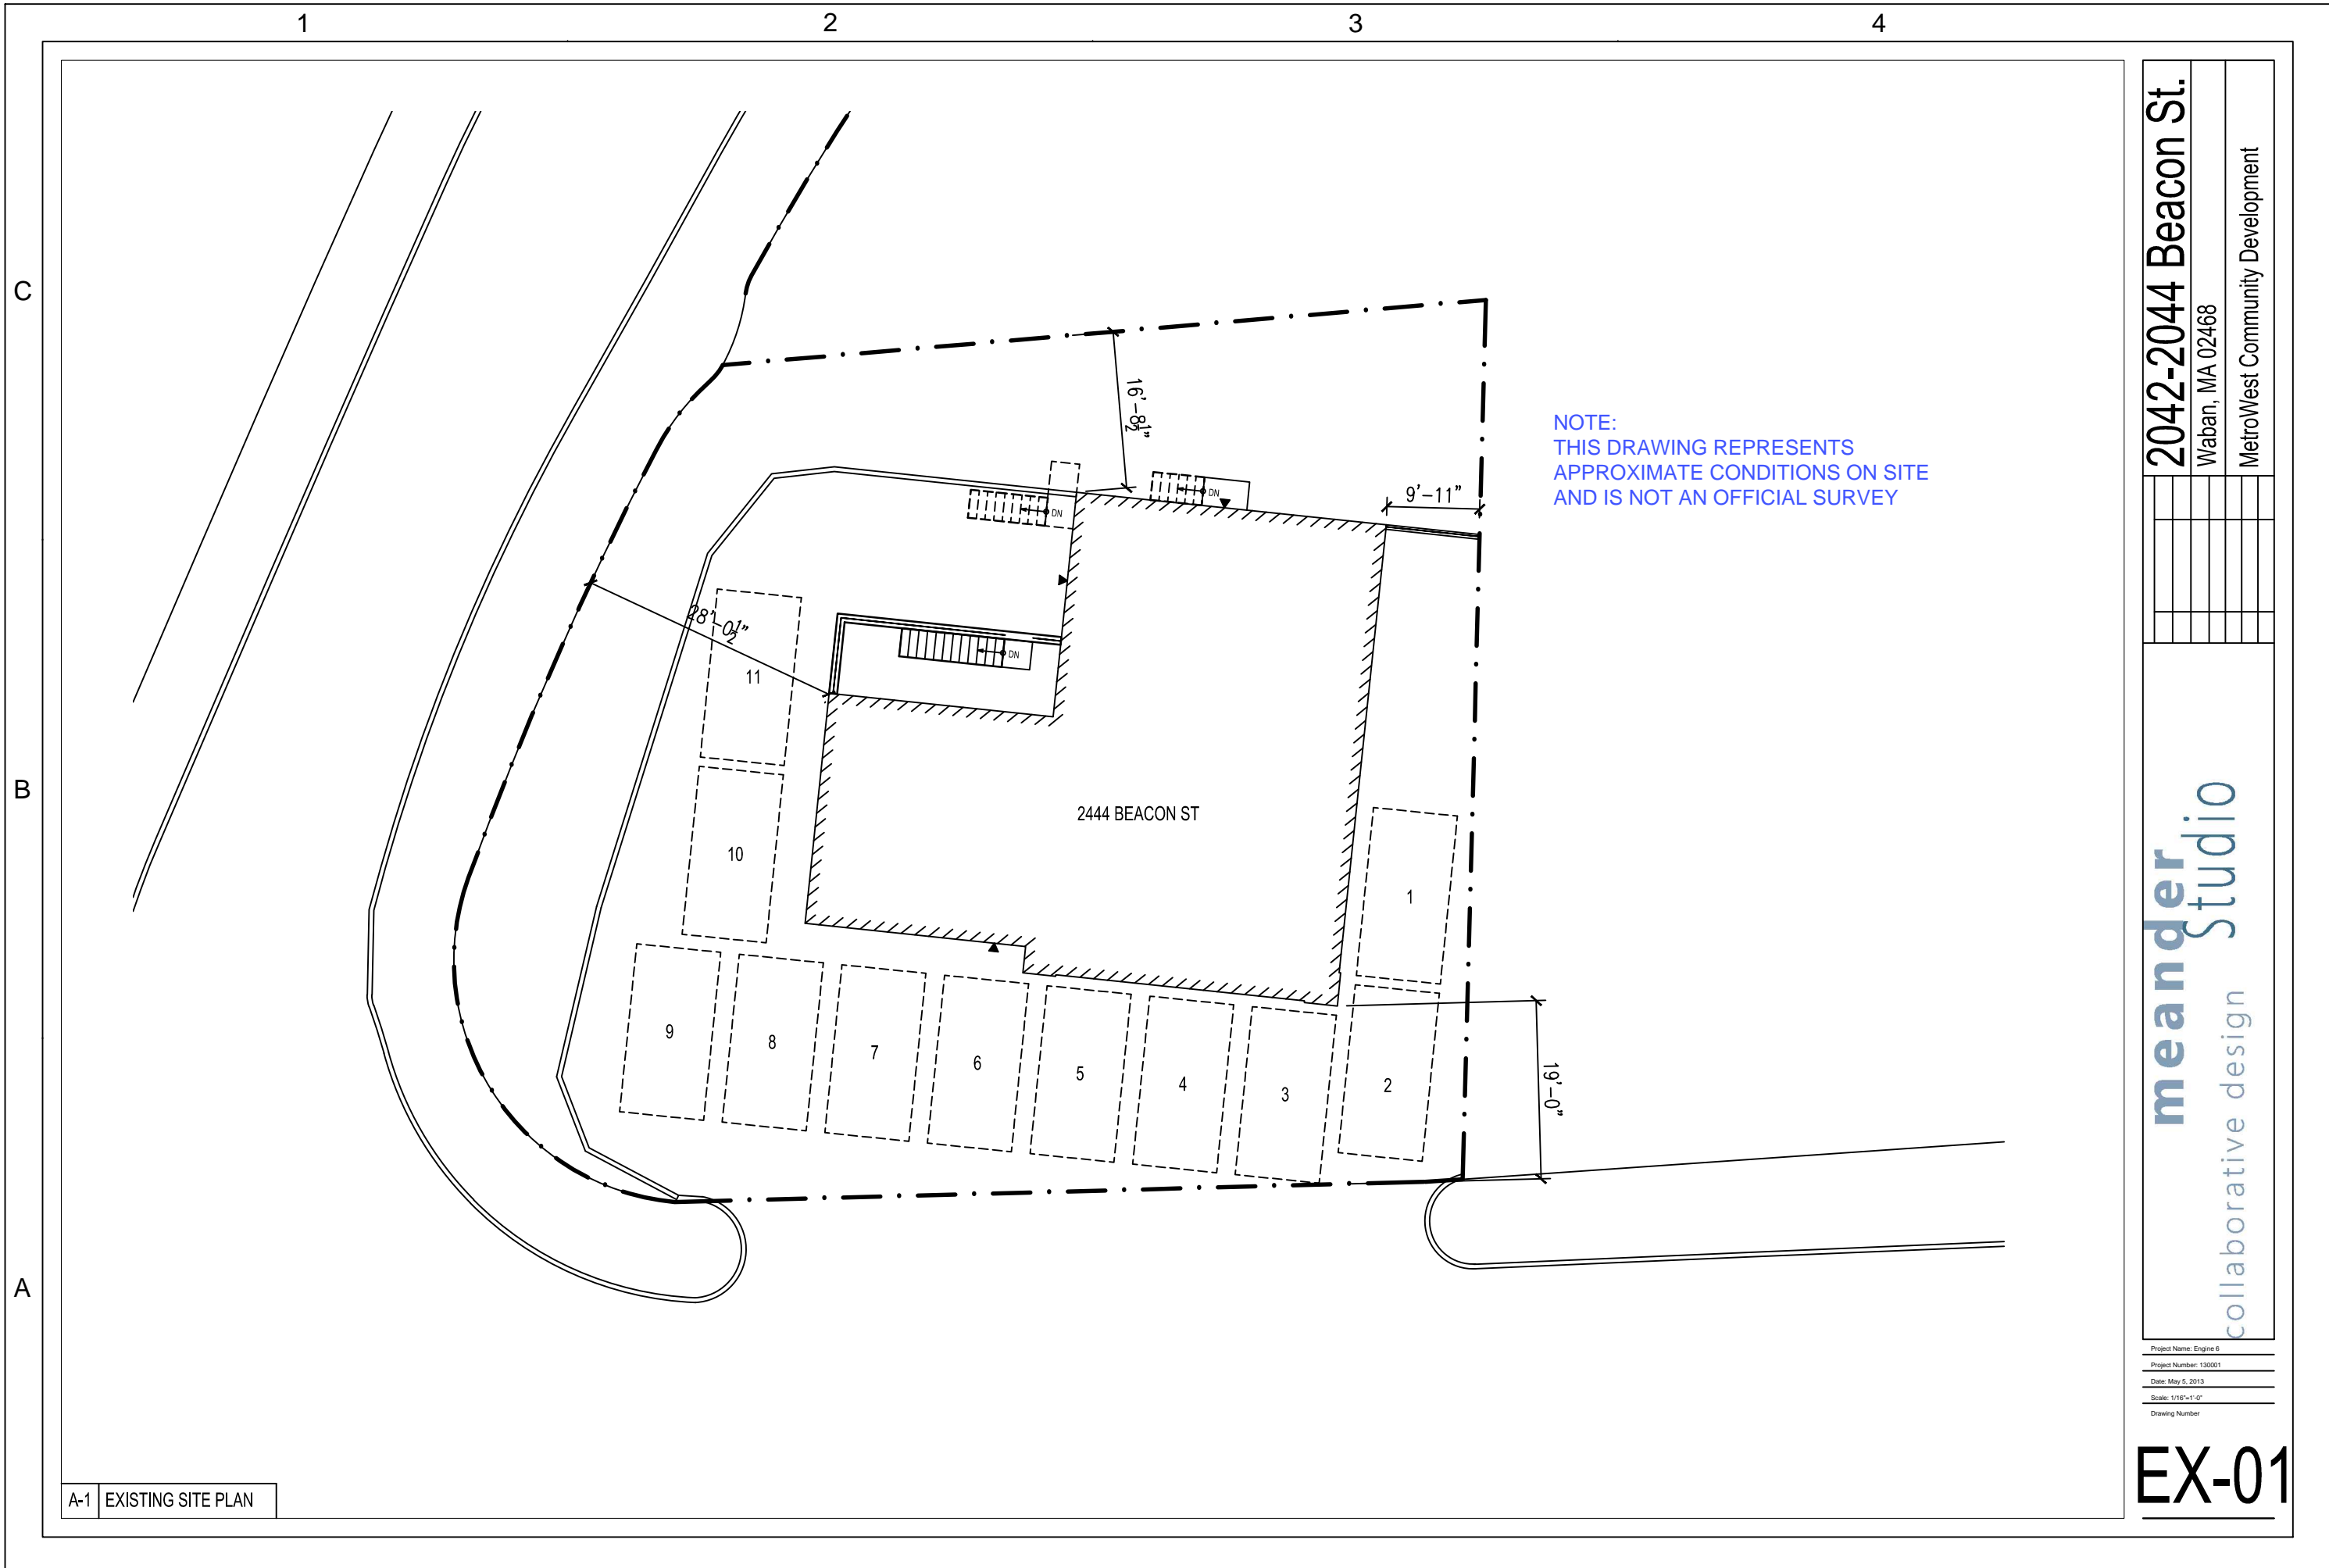 1
2
3
4
C
B
A
16'-8 1/2"
DN
DN
9'-11"
NOTE:
THIS DRAWING REPRESENTS
APPROXIMATE CONDITIONS ON SITE
AND IS NOT AN OFFICIAL SURVEY
28'-0 1/2"
DN
11
10
2444 BEACON ST
1
9
8
7
6
5
4
3
2
19'-0"
A-1 EXISTING SITE PLAN
2042-2044 Beacon St.
Waban, MA 02468
MetroWest Community Development
meander
Studio
collaborative design
Project Name: Engine 6
Project Number: 130001
Date: May 5, 2013
Scale: 1/16"=1'-0"
Drawing Number
EX-01